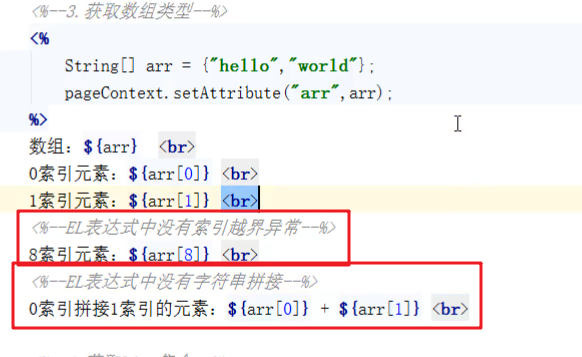 <%--3.获取数组类型--%>
<%
String[] arr = {"hello","world"};
pageContext.setAttribute("arr",arr);
%>
数组：${arr} <br>
0索引元素：${arr[0]} <br>
1索引元素：${arr[1]} <br>
<%--EL表达式中没有索引越界异常--%>
8索引元素：${arr[8]} <br>
<%--EL表达式中没有字符串拼接--%>
0索引拼接1索引的元素：${arr[0]} + ${arr[1]} <br>